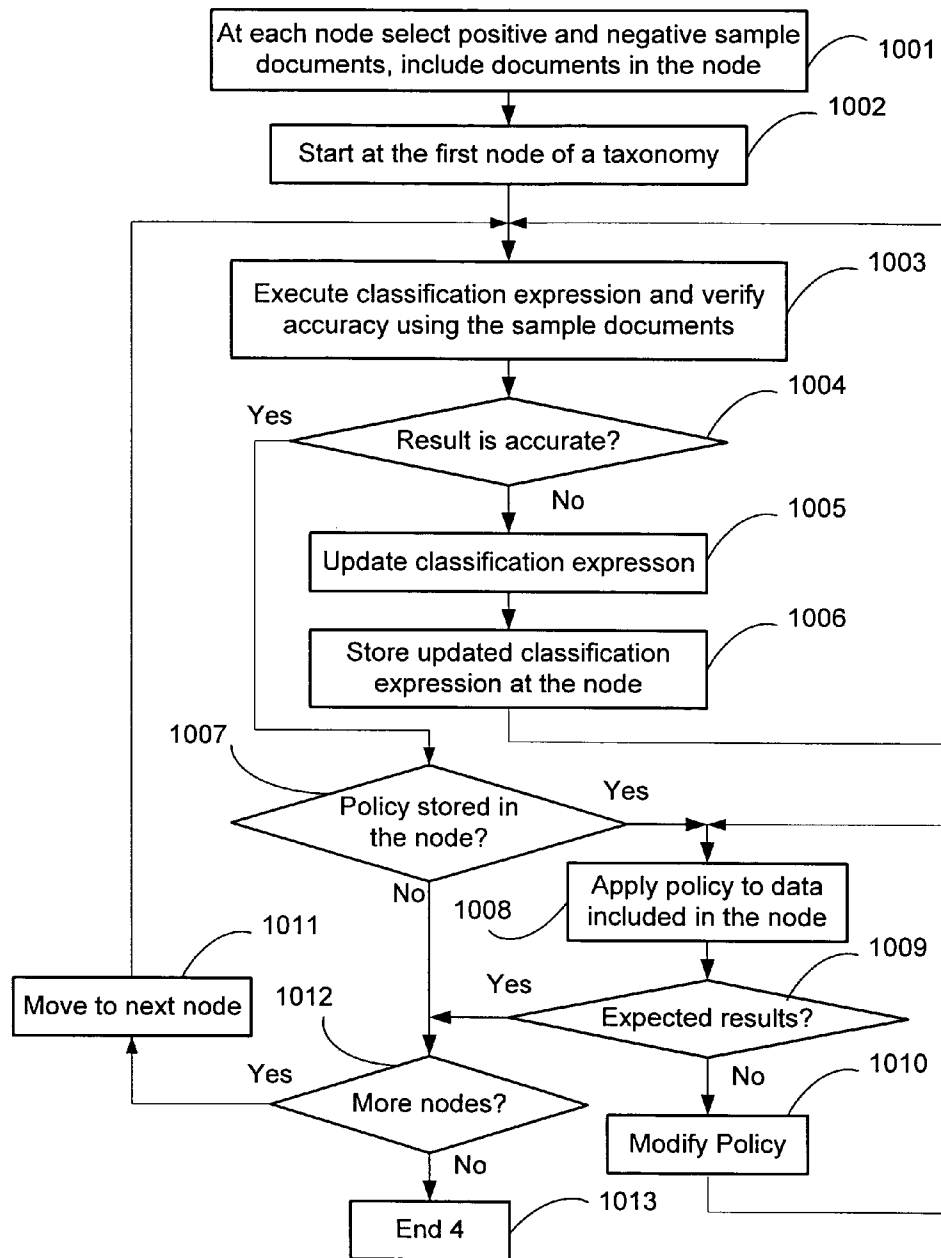 At each node select positive and negative sample
documents, include documents in the node
1001
1002
Start at the first node of a taxonomy
1003
Execute classification expression and verify
accuracy using the sample documents
1004
Yes
Result is accurate?
No
1005
Update classification expresson
1006
Store updated classification
expression at the node
1007
Yes
Policy stored in
the node?
No
1008
Apply policy to data
included in the node
1011
1009
Move to next node
1012
Yes
Expected results?
Yes
No
1010
More nodes?
Modify Policy
No
1013
End 4